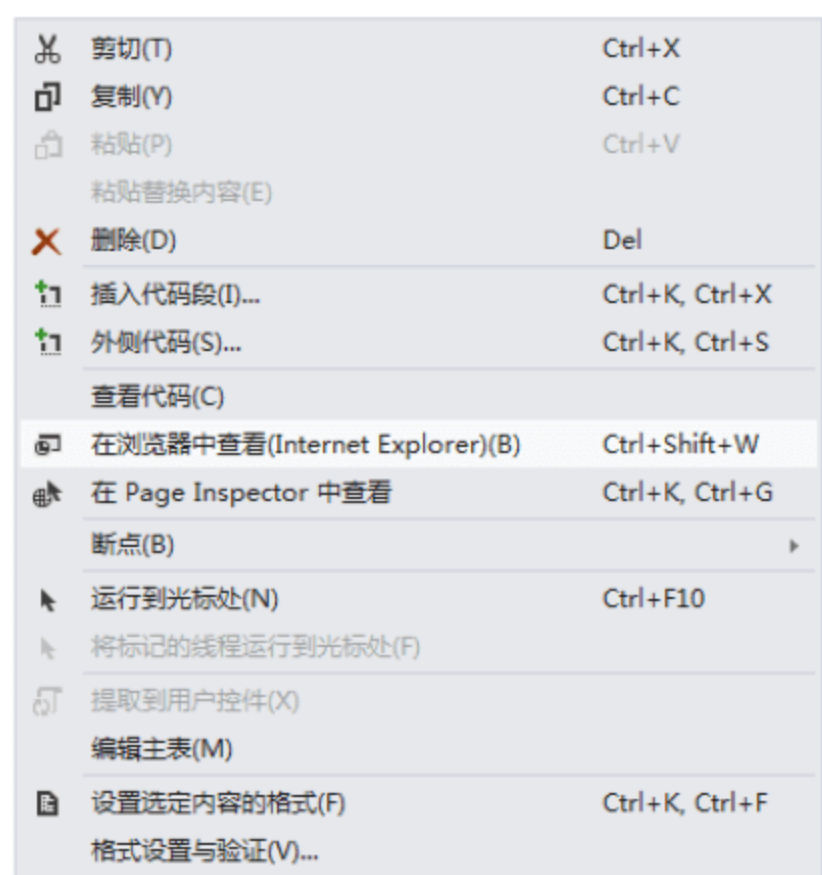 剪切(T) Ctrl+X
复制(Y) Ctrl+C
粘贴(P) Ctrl+V
粘贴替换内容(E)
删除(D) Del
插入代码段(I)... Ctrl+K, Ctrl+X
外侧代码(S)... Ctrl+K, Ctrl+S
查看代码(C)
在浏览器中查看(Internet Explorer)(B) Ctrl+Shift+W
在 Page Inspector 中查看 Ctrl+K, Ctrl+G
断点(B)
运行到光标处(N) Ctrl+F10
将标记的线程运行到光标处(F)
提取到用户控件(X)
编辑主表(M)
设置选定内容的格式(F) Ctrl+K, Ctrl+F
格式设置与验证(V)...